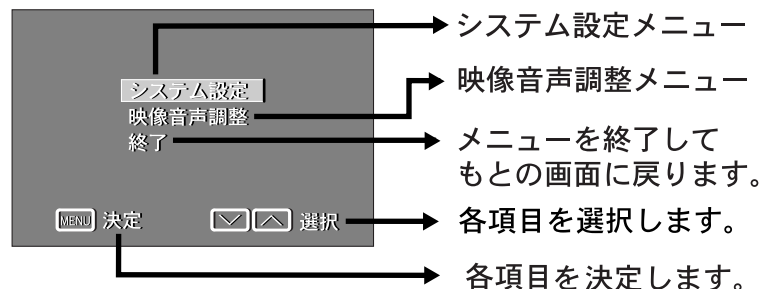 システム設定メニュー
システム設定
映像音声調整メニュー
映像音声調整
終了
メニューを終了して
もとの画面に戻ります。
MENU 決定
選択
各項目を選択します。
各項目を決定します。